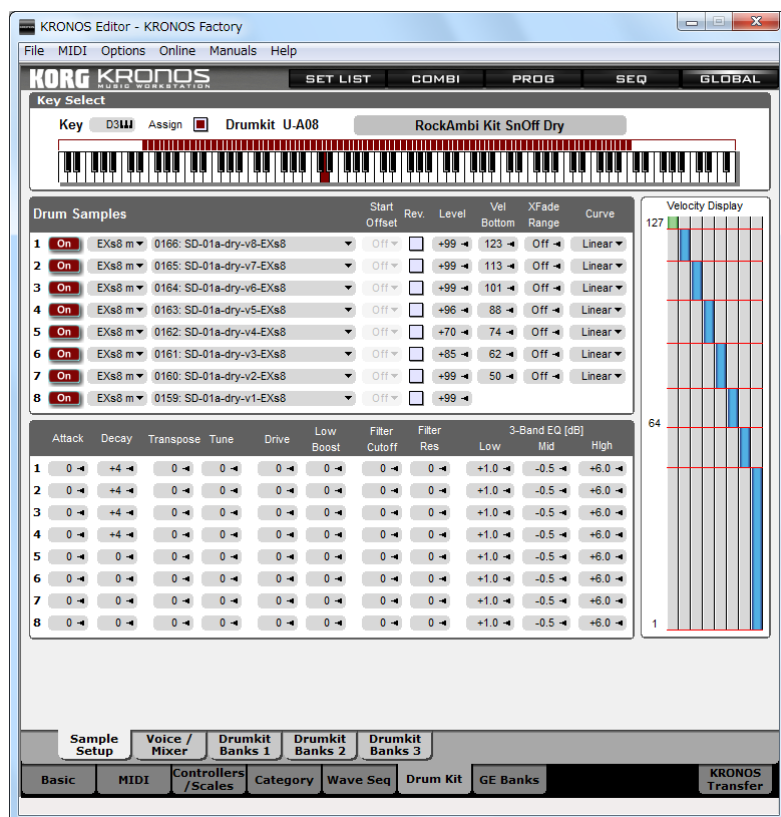 KRONOS Editor - KRONOS Factory
File MIDI Options Online Manuals Help
KORG KRONOS MUSIC WORKSTATION SET LIST COMBI PROG SEQ GLOBAL
Key Select
Key D3 Assign Drumkit U-A08 RockAmbi Kit SnOff Dry
Drum Samples Start Offset Rev. Level Vel Bottom XFade Range Curve
1 On EXs8 m 0166: SD-01a-dry-v8-EXs8 Off +99 123 Off Linear
2 On EXs8 m 0165: SD-01a-dry-v7-EXs8 Off +99 113 Off Linear
3 On EXs8 m 0164: SD-01a-dry-v6-EXs8 Off +99 101 Off Linear
4 On EXs8 m 0163: SD-01a-dry-v5-EXs8 Off +96 88 Off Linear
5 On EXs8 m 0162: SD-01a-dry-v4-EXs8 Off +70 74 Off Linear
6 On EXs8 m 0161: SD-01a-dry-v3-EXs8 Off +85 62 Off Linear
7 On EXs8 m 0160: SD-01a-dry-v2-EXs8 Off +99 50 Off Linear
8 On EXs8 m 0159: SD-01a-dry-v1-EXs8 Off +99
Attack Decay Transpose Tune Drive Low Boost Filter Cutoff Filter Res 3-Band EQ [dB] Low Mid HIgh
1 0 +4 0 0 0 0 0 0 +1.0 -0.5 +6.0
2 0 +4 0 0 0 0 0 0 +1.0 -0.5 +6.0
3 0 +4 0 0 0 0 0 0 +1.0 -0.5 +6.0
4 0 +4 0 0 0 0 0 0 +1.0 -0.5 +6.0
5 0 0 0 0 0 0 0 0 +1.0 -0.5 +6.0
6 0 0 0 0 0 0 0 0 +1.0 -0.5 +6.0
7 0 0 0 0 0 0 0 0 +1.0 -0.5 +6.0
8 0 0 0 0 0 0 0 0 +1.0 -0.5 +6.0
Velocity Display
127
64
1
Sample Setup Voice / Mixer Drumkit Banks 1 Drumkit Banks 2 Drumkit Banks 3
Basic MIDI Controllers /Scales Category Wave Seq Drum Kit GE Banks KRONOS Transfer